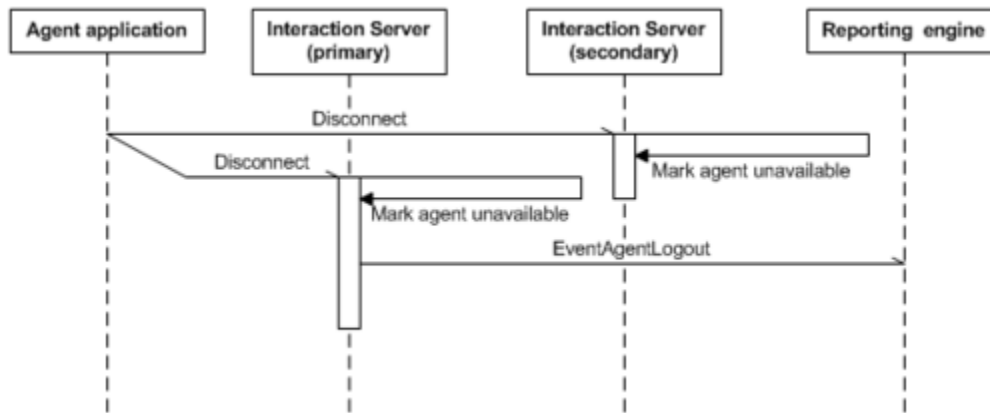 Agent application
Interaction Server
(primary)
Interaction Server
(secondary)
Reporting engine
Disconnect
Mark agent unavailable
Disconnect
Mark agent unavailable
EventAgentLogout